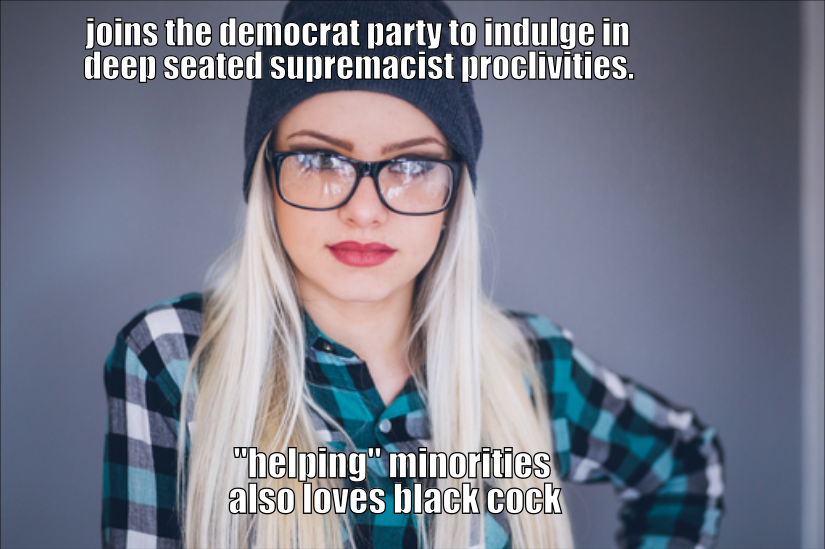 joins the democrat party to indulge in
deep seated supremacist proclivities.
"helping" minorities
also loves black cock